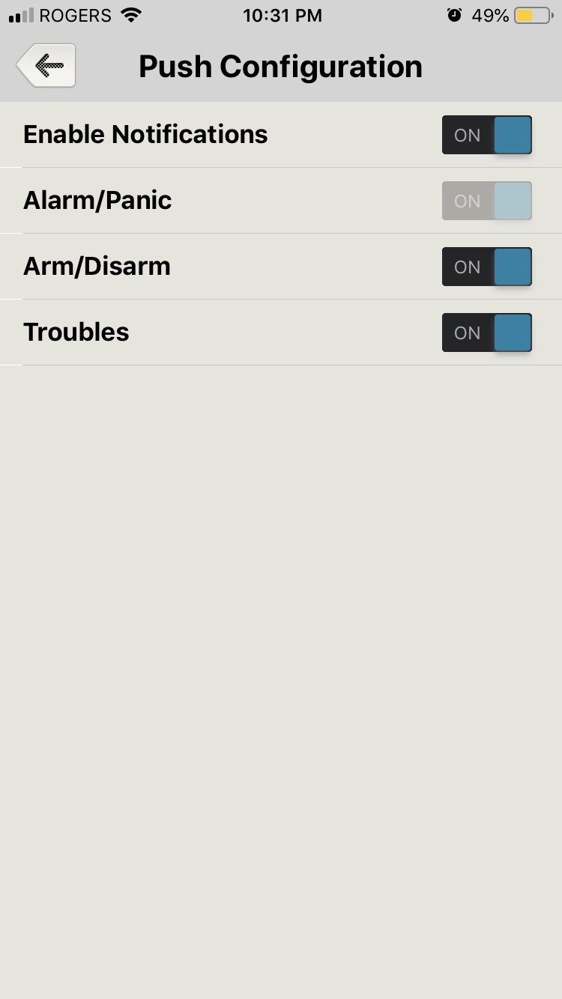 ROGERS 10:31 PM 49%
Push Configuration
Enable Notifications ON
Alarm/Panic ON
Arm/Disarm ON
Troubles ON